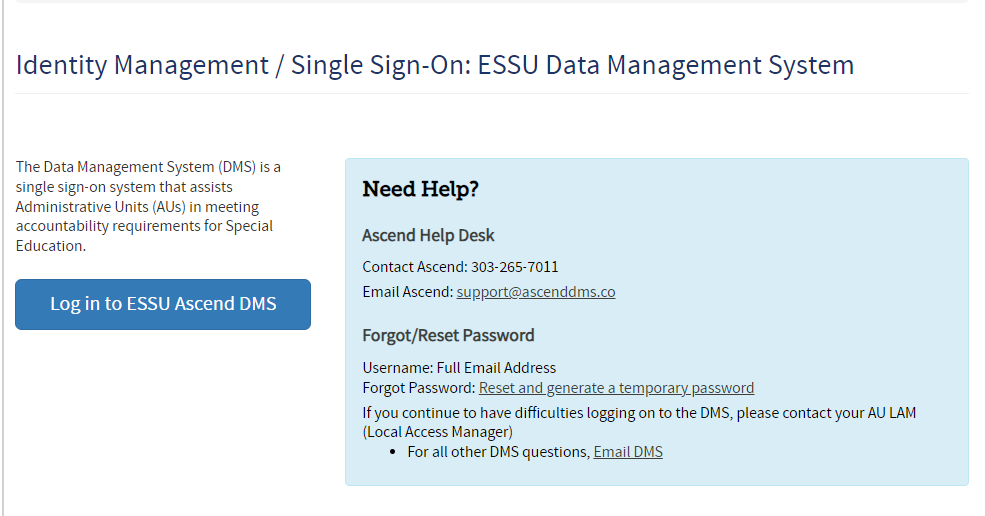 Identity Management / Single Sign-On: ESSU Data Management System
The Data Management System (DMS) is a
single sign-on system that assists
Administrative Units (AUs) in meeting
accountability requirements for Special
Education.
Log in to ESSU Ascend DMS
Need Help?
Ascend Help Desk
Contact Ascend: 303-265-7011
Email Ascend: support@ascenddms.co
Forgot/Reset Password
Username: Full Email Address
Forgot Password: Reset and generate a temporary password
If you continue to have difficulties logging on to the DMS, please contact your AU LAM
(Local Access Manager)
• For all other DMS questions, Email DMS